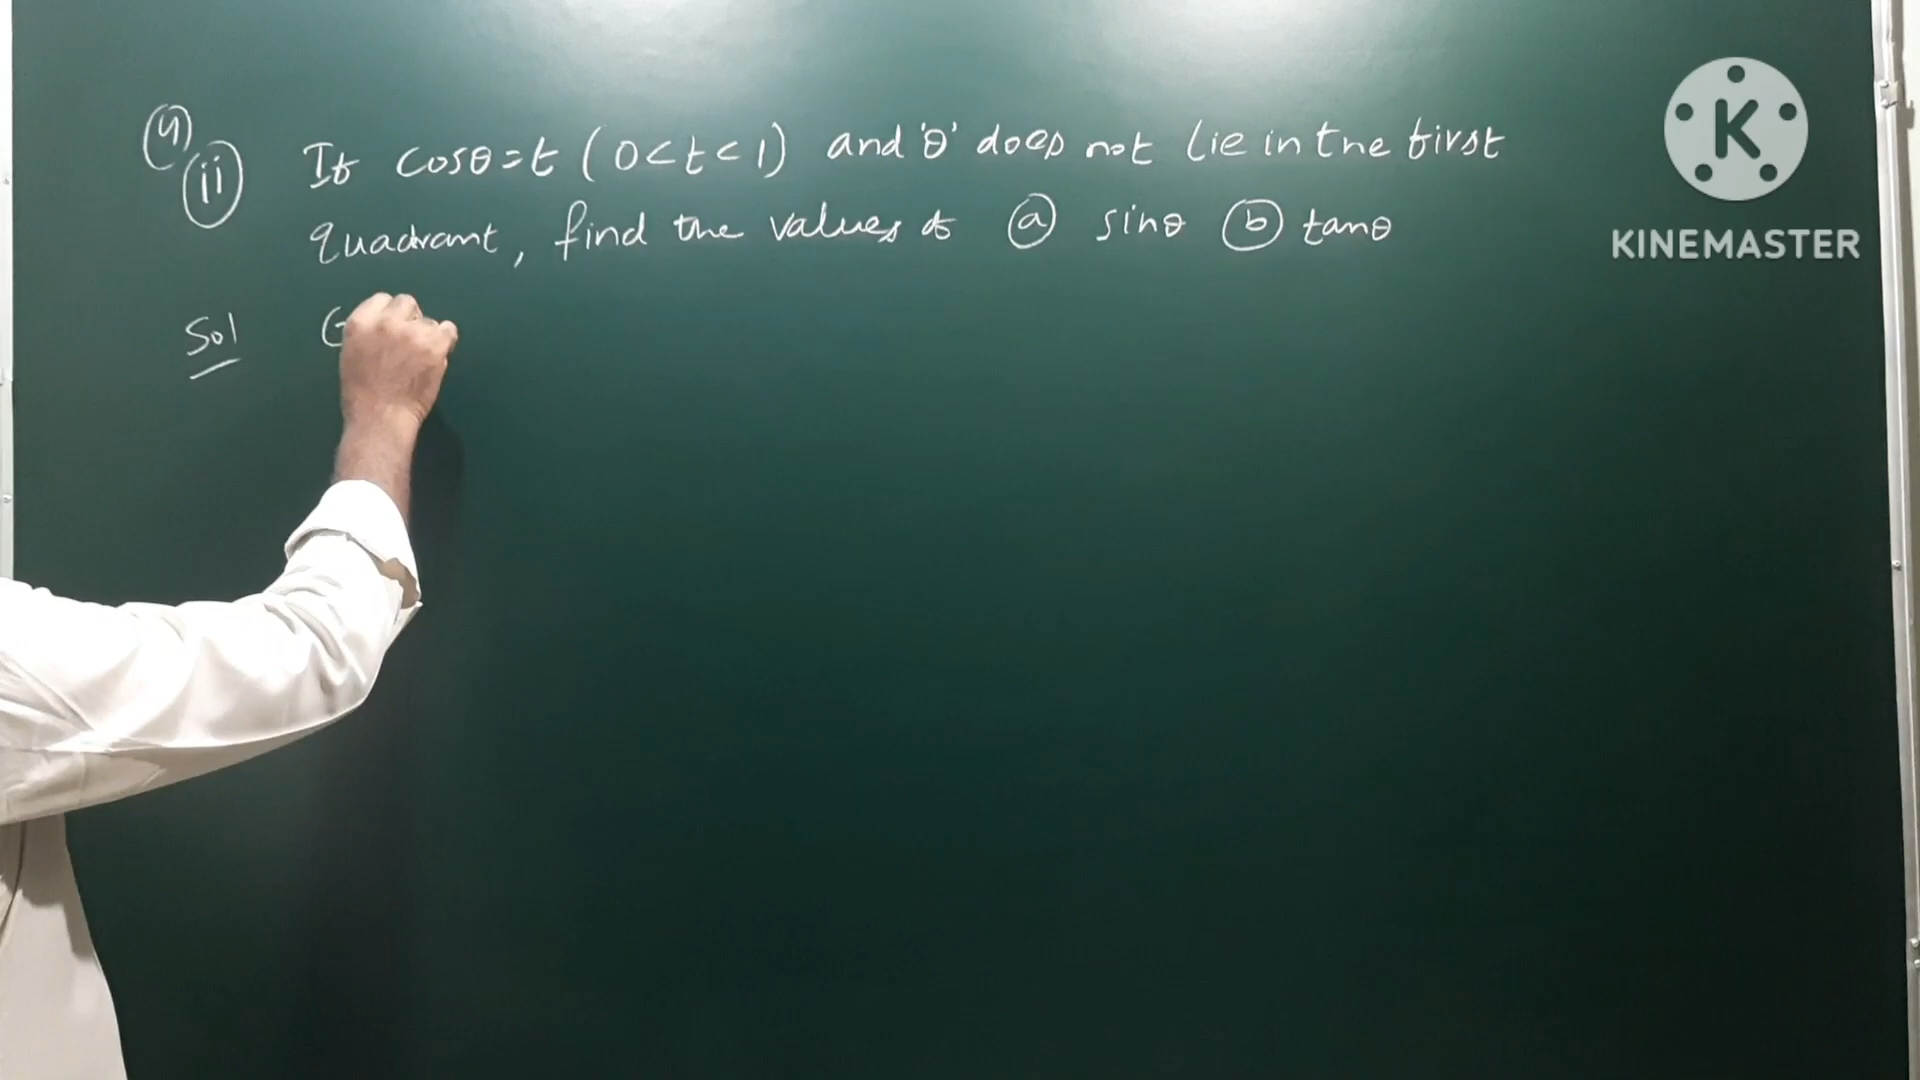 4)
ii) If cosθ=t (0<t<1) and 'θ' does not lie in the first
quadrant, find the values of (a) sinθ (b) tanθ
Sol G
K
KINEMASTER